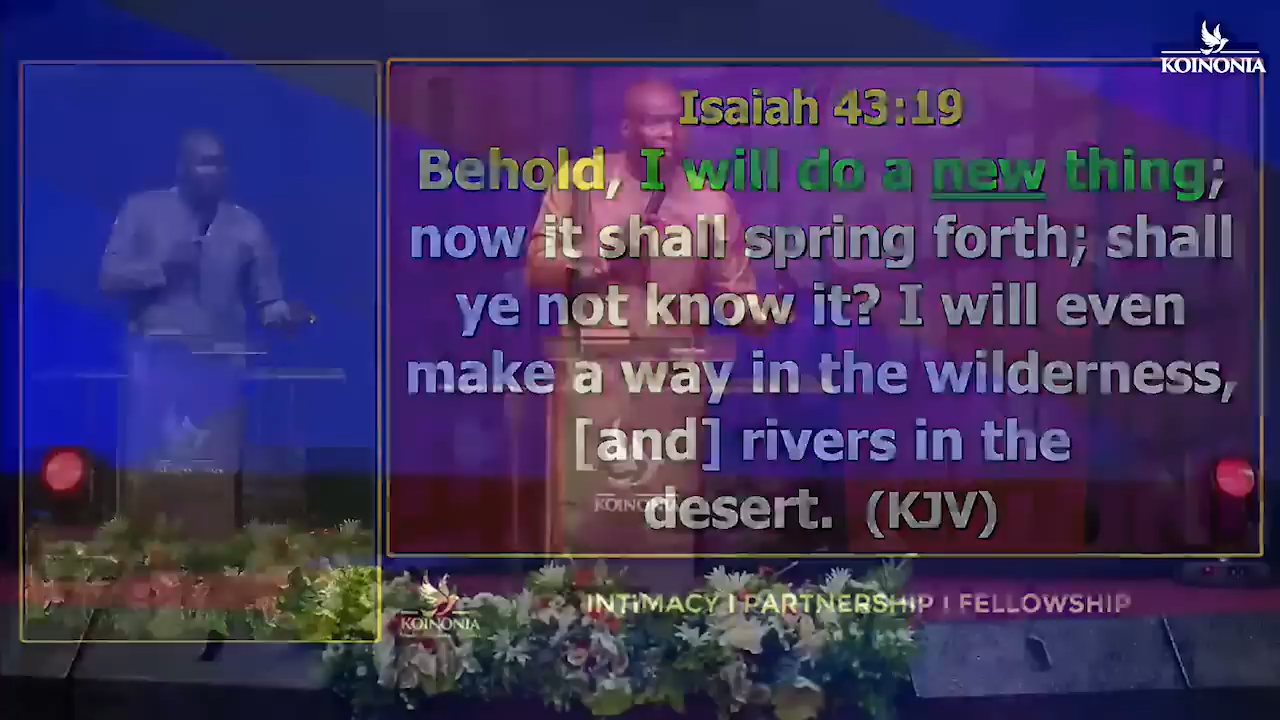 KOINONIA
Isaiah 43:19
Behold, I will do a new thing;
now it shall spring forth; shall
ye not know it? I will even
make a way in the wilderness,
[and] rivers in the
desert. (KJV)
KOINONIA
KOINONIA
INTIMACY | PARTNERSHIP | FELLOWSHIP